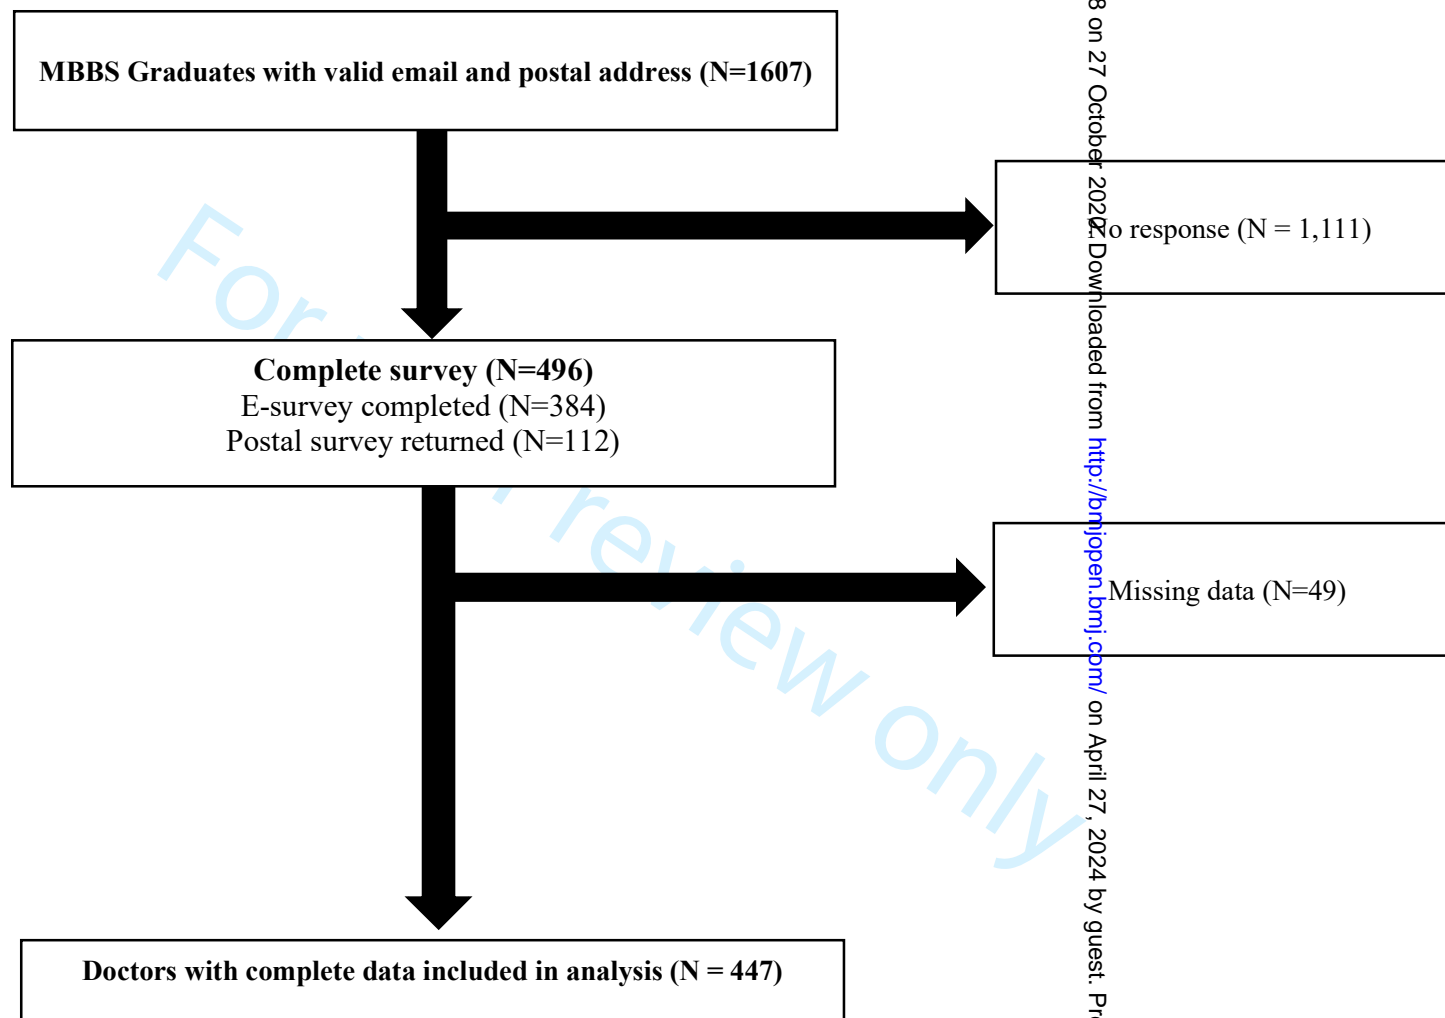 MBBS Graduates with valid email and postal address (N=1607)
No response (N = 1,111)
Complete survey (N=496)
E-survey completed (N=384)
Postal survey returned (N=112)
Missing data (N=49)
Doctors with complete data included in analysis (N = 447)
For review only
8 on 27 October 2020. Downloaded from http://bmjopen.bmj.com/ on April 27, 2024 by guest.